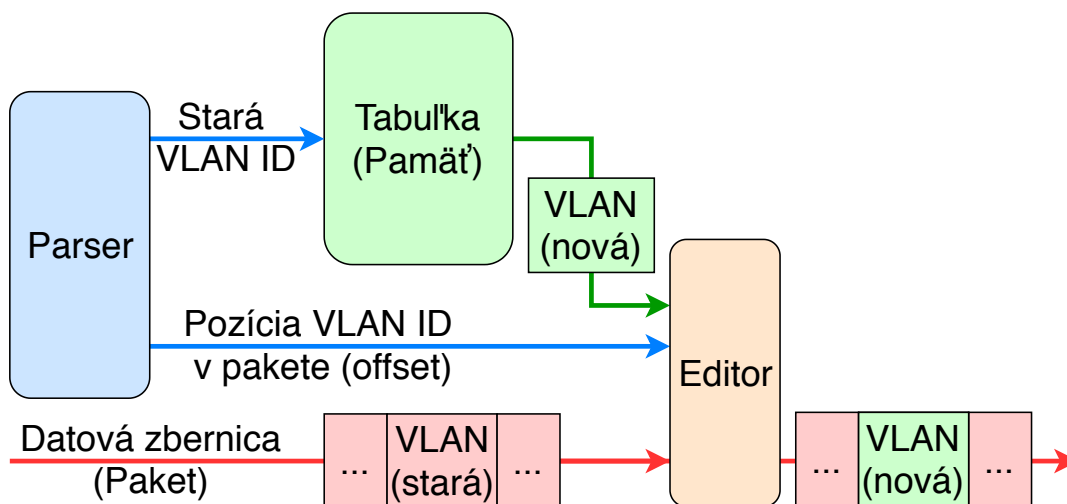 Stará
VLAN ID
Tabuľka
(Pamäť)
VLAN
(nová)
Parser
Pozícia VLAN ID
v pakete (offset)
Editor
Datová zbernica
(Paket)
...
VLAN
(stará)
...
...
VLAN
(nová)
...